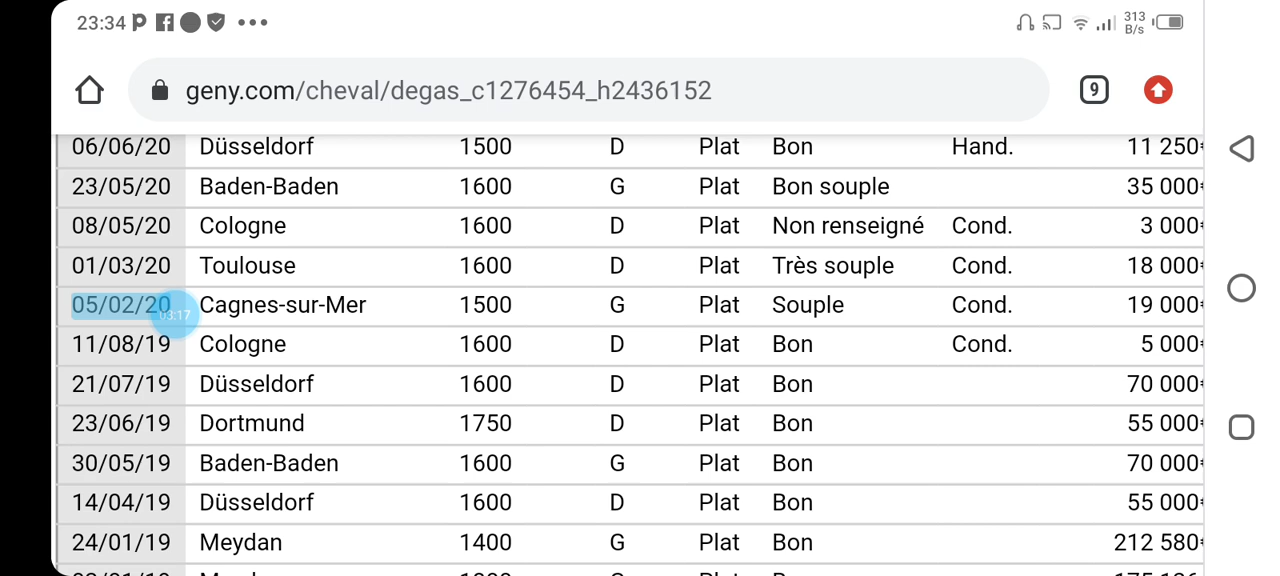 23:34
313 B/s
geny.com/cheval/degas_c1276454_h2436152
9
06/06/20 Düsseldorf 1500 D Plat Bon Hand. 11 250€
23/05/20 Baden-Baden 1600 G Plat Bon souple 35 000€
08/05/20 Cologne 1600 D Plat Non renseigné Cond. 3 000€
01/03/20 Toulouse 1600 D Plat Très souple Cond. 18 000€
05/02/20 Cagnes-sur-Mer 1500 G Plat Souple Cond. 19 000€
03:17
11/08/19 Cologne 1600 D Plat Bon Cond. 5 000€
21/07/19 Düsseldorf 1600 D Plat Bon 70 000€
23/06/19 Dortmund 1750 D Plat Bon 55 000€
30/05/19 Baden-Baden 1600 G Plat Bon 70 000€
14/04/19 Düsseldorf 1600 D Plat Bon 55 000€
24/01/19 Meydan 1400 G Plat Bon 212 580€